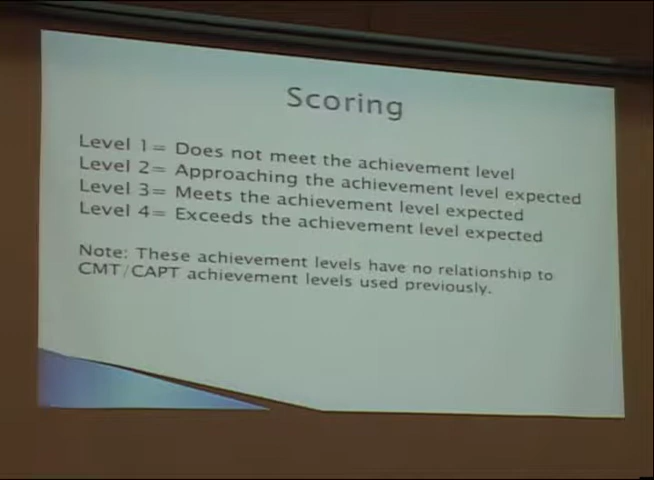 Scoring
Level 1= Does not meet the achievement level
Level 2= Approaching the achievement level expected
Level 3= Meets the achievement level expected
Level 4= Exceeds the achievement level expected
Note: These achievement levels have no relationship to
CMT/CAPT achievement levels used previously.